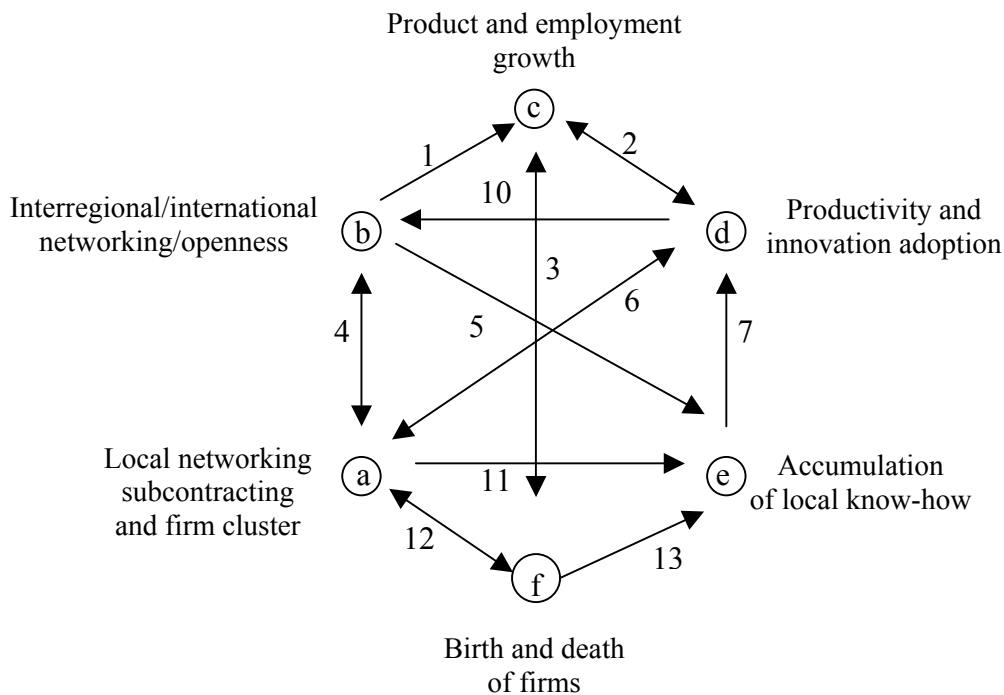 Product and employment
growth
c
1
2
10
Interregional/international
networking/openness
b
d
Productivity and
innovation adoption
3
6
4
5
7
Local networking
subcontracting
and firm cluster
a
11
e
Accumulation
of local know-how
12
13
f
Birth and death
of firms